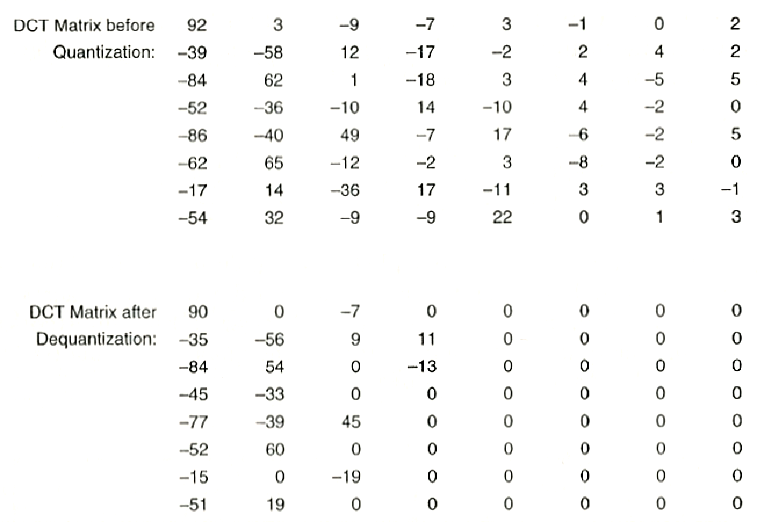 DCT Matrix before 92 3 −9 −7 3 −1 0 2
Quantization: −39 −58 12 −17 −2 2 4 2
−84 62 1 −18 3 4 −5 5
−52 −36 −10 14 −10 4 −2 0
−86 −40 49 −7 17 −6 −2 5
−62 65 −12 −2 3 −8 −2 0
−17 14 −36 17 −11 3 3 −1
−54 32 −9 −9 22 0 1 3
DCT Matrix after 90 0 −7 0 0 0 0 0
Dequantization: −35 −56 9 11 0 0 0 0
−84 54 0 −13 0 0 0 0
−45 −33 0 0 0 0 0 0
−77 −39 45 0 0 0 0 0
−52 60 0 0 0 0 0 0
−15 0 −19 0 0 0 0 0
−51 19 0 0 0 0 0 0